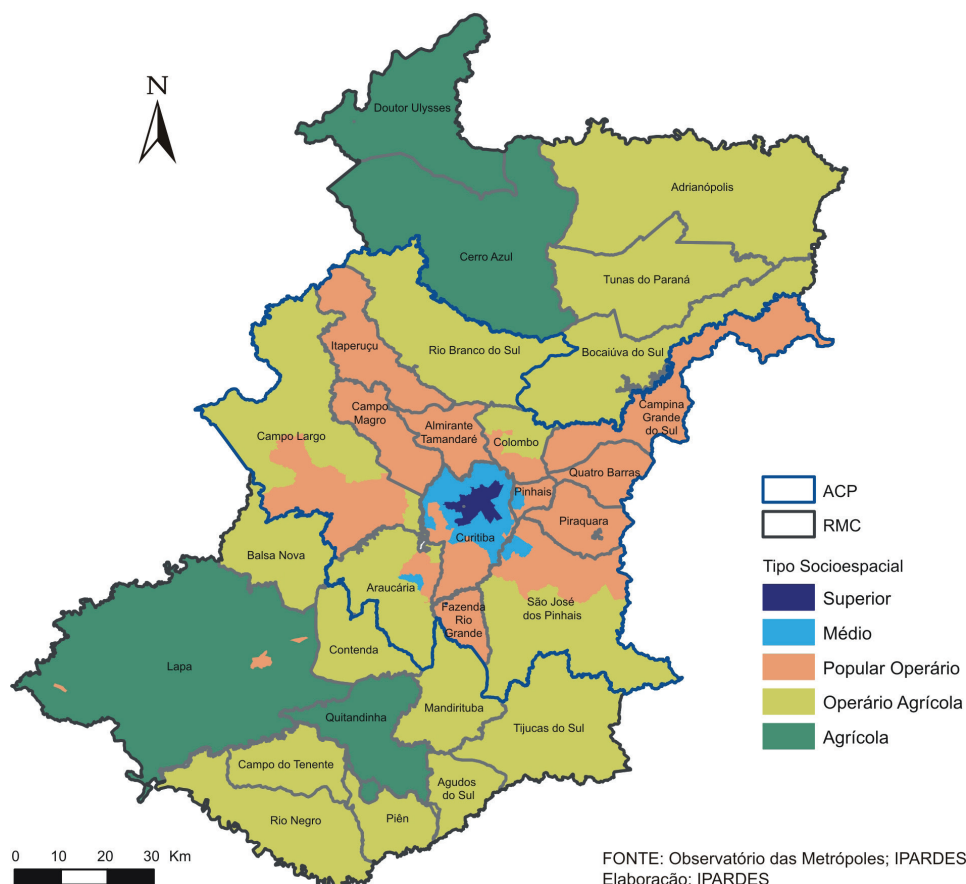 N
Doutor Ulysses
Adrianópolis
Cerro Azul
Tunas do Paraná
Itaperuçu
Rio Branco do Sul
Bocaiúva do Sul
Campo
Magro
Almirante
Tamandaré
Campina
Grande
do Sul
Campo Largo
Colombo
Quatro Barras
Pinhais
Piraquara
Curitiba
Balsa Nova
Araucária
Fazenda
Rio
Grande
São José
dos Pinhais
Contenda
Lapa
Quitandinha
Mandirituba
Tijucas do Sul
Campo do Tenente
Agudos
do Sul
Rio Negro
Piên
ACP
RMC
Tipo Socioespacial
Superior
Médio
Popular Operário
Operário Agrícola
Agrícola
0 10 20 30 Km
FONTE: Observatório das Metrópoles; IPARDES
Elaboração: IPARDES